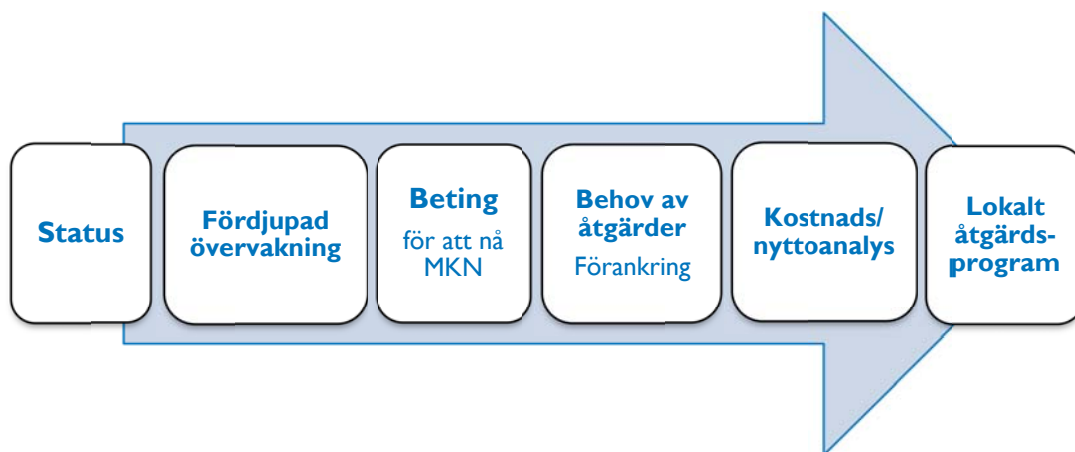 Status
Fördjupad
övervakning
Beting
för att nå
MKN
Behov av
åtgärder
Förankring
Kostnads/
nyttoanalys
Lokalt
åtgärds-
program